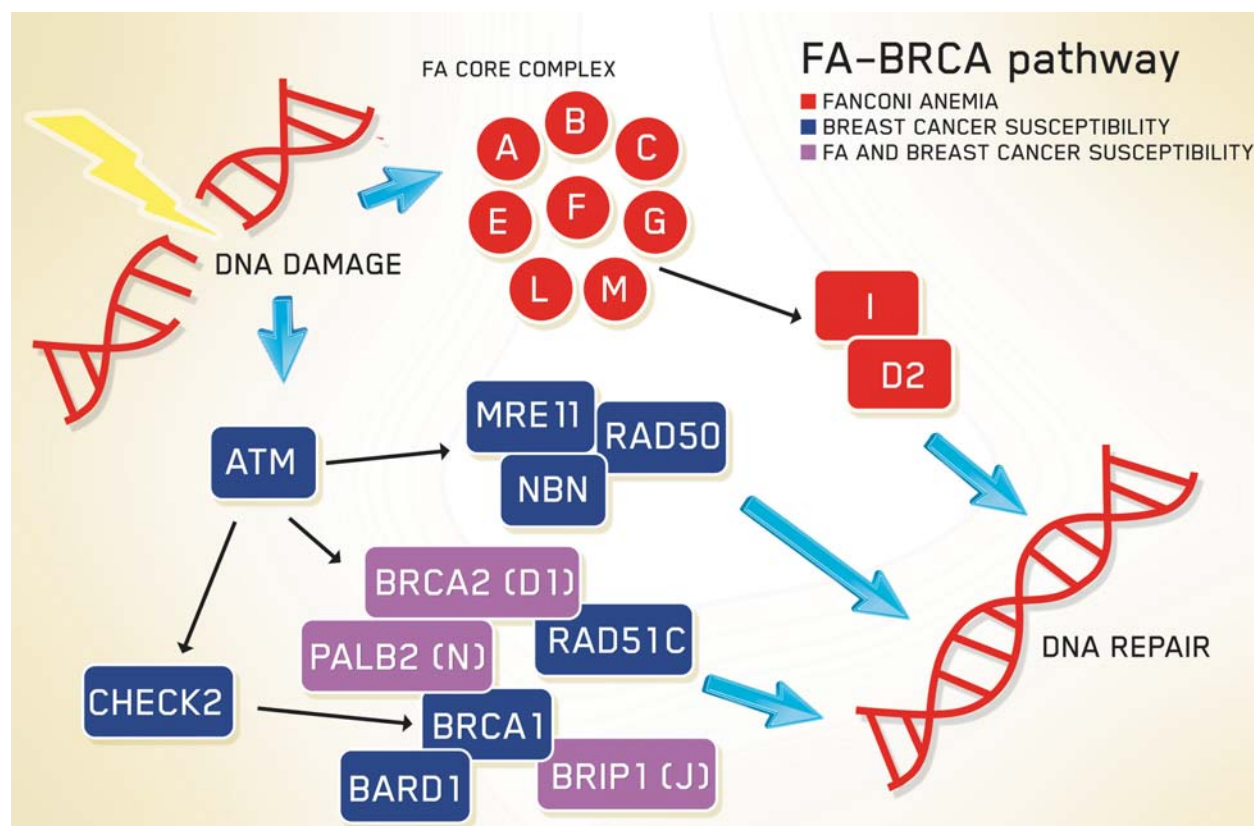 FA–BRCA pathway
FANCONI ANEMIA
BREAST CANCER SUSCEPTIBILITY
FA AND BREAST CANCER SUSCEPTIBILITY
FA CORE COMPLEX
B
A
C
E
F
G
L
M
DNA DAMAGE
I
D2
MRE11
RAD50
NBN
ATM
BRCA2 (D1)
RAD51C
PALB2 (N)
CHECK2
BRCA1
BARD1
BRIP1 (J)
DNA REPAIR